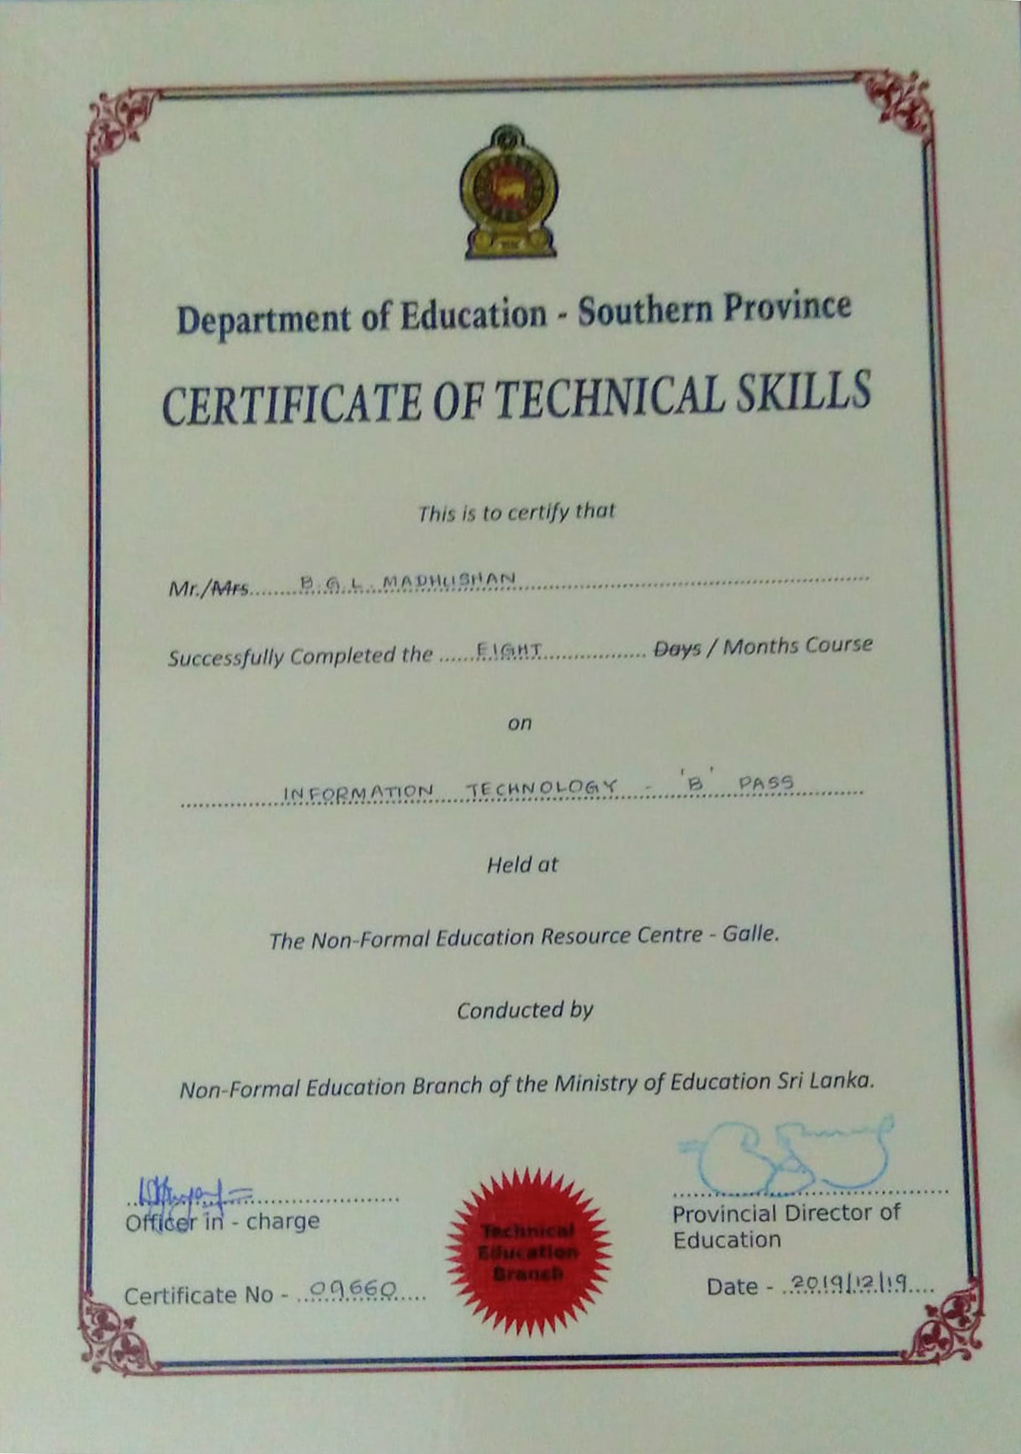 Department of Education - Southern Province
CERTIFICATE OF TECHNICAL SKILLS
This is to certify that
Mr./Mrs. B.G.L. MADHUSHAN
Successfully Completed the EIGHT Days / Months Course
on
INFORMATION TECHNOLOGY - 'B' PASS
Held at
The Non-Formal Education Resource Centre - Galle.
Conducted by
Non-Formal Education Branch of the Ministry of Education Sri Lanka.
Officer in - charge
Provincial Director of
Education
Technical
Education
Branch
Certificate No - 09660
Date - 2019/12/19